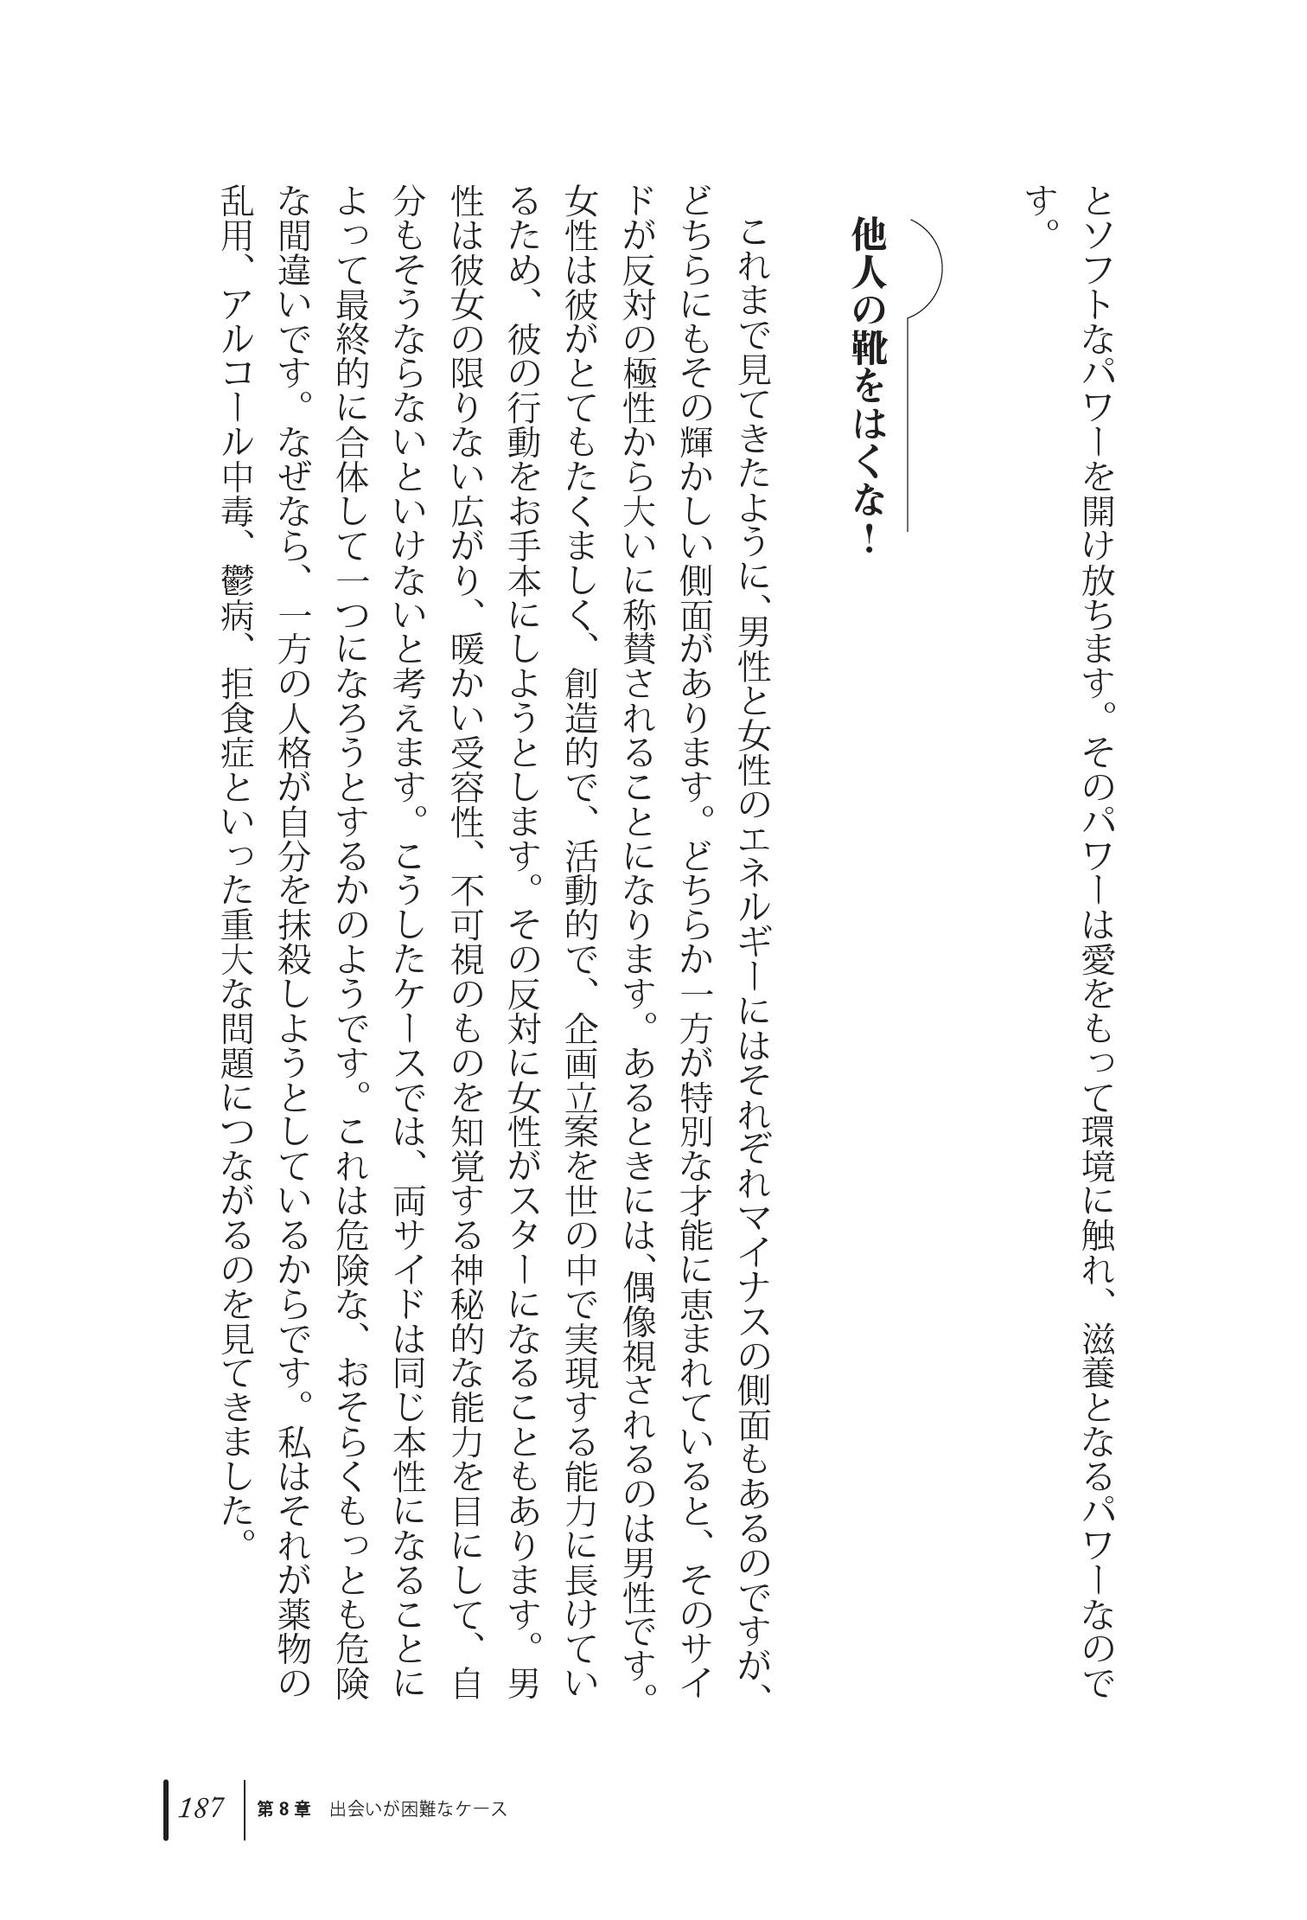 とソフトなパワーを開け放ちます。そのパワーは愛をもって環境に触れ、滋養となるパワーなので
す。
他人の靴をはくな！
これまで見てきたように、男性と女性のエネルギーにはそれぞれマイナスの側面もあるのですが、
どちらにもその輝かしい側面があります。どちらか一方が特別な才能に恵まれていると、そのサイ
ドが反対の極性から大いに称賛されることになります。あるときには、偶像視されるのは男性です。
女性は彼がとてもたくましく、創造的で、活動的で、企画立案を世の中で実現する能力に長けてい
るため、彼の行動をお手本にしようとします。その反対に女性がスターになることもあります。男
性は彼女の限りない広がり、暖かい受容性、不可視のものを知覚する神秘的な能力を目にして、自
分もそうならないといけないと考えます。こうしたケースでは、両サイドは同じ本性になることに
よって最終的に合体して一つになろうとするかのようです。これは危険な、おそらくもっとも危険
な間違いです。なぜなら、一方の人格が自分を抹殺しようとしているからです。私はそれが薬物の
乱用、アルコール中毒、鬱病、拒食症といった重大な問題につながるのを見てきました。
187 第8章 出会いが困難なケース